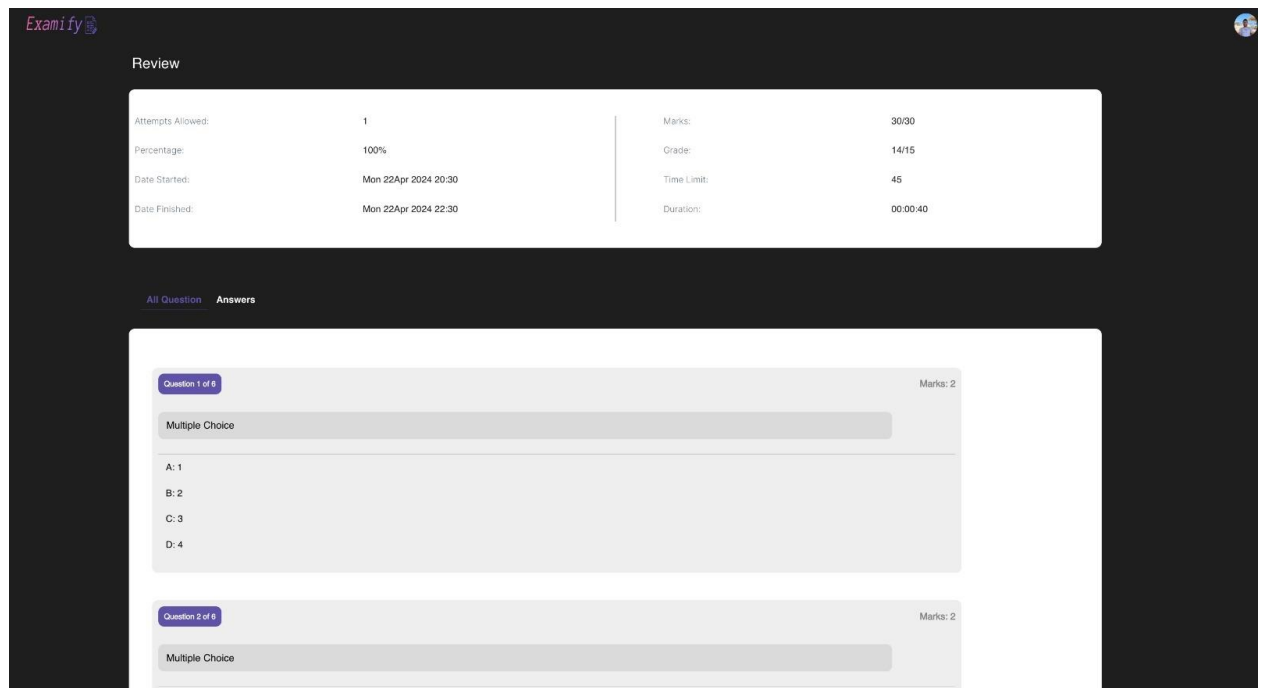 Examify
Review
Attempts Allowed: 1 Marks: 30/30
Percentage: 100% Grade: 14/15
Date Started: Mon 22Apr 2024 20:30 Time Limit: 45
Date Finished: Mon 22Apr 2024 22:30 Duration: 00:00:40
All Question Answers
Question 1 of 6 Marks: 2
Multiple Choice
A: 1
B: 2
C: 3
D: 4
Question 2 of 6 Marks: 2
Multiple Choice